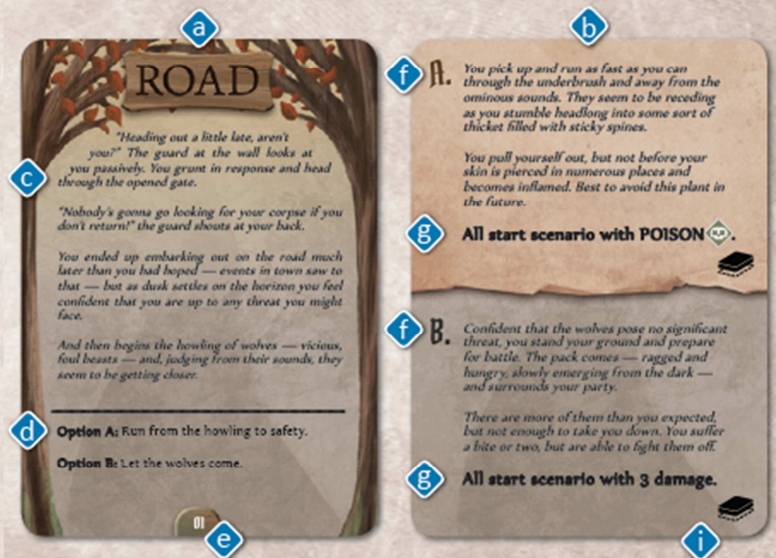 a
ROAD
"Heading out a little late, aren't
you?" The guard at the wall looks at
you passively. You grunt in response and head
through the opened gate.
"Nobody's gonna go looking for your corpse if you
don't return!" the guard shouts at your back.
You ended up embarking out on the road much
later than you had hoped — events in town saw to
that — but as dusk settles on the horizon you feel
confident that you are up to any threat you might
face.
And then begins the howling of wolves — vicious,
foul beasts — and, judging from their sounds, they
seem to be getting closer.
c
d
Option A: Run from the howling to safety.
Option B: Let the wolves come.
01
e
b
f
A.
You pick up and run as fast as you can
through the underbrush and away from the
ominous sounds. They seem to be receding
as you stumble headlong into some sort of
thicket filled with sticky spines.
You pull yourself out, but not before your
skin is pierced in numerous places and
becomes inflamed. Best to avoid this plant in
the future.
g
All start scenario with POISON.
f
B.
Confident that the wolves pose no significant
threat, you stand your ground and prepare
for battle. The pack comes — ragged and
hungry, slowly emerging from the dark —
and surrounds your party.
There are more of them than you expected,
but not enough to take you down. You suffer
a bite or two, but are able to fight them off.
g
All start scenario with 3 damage.
i